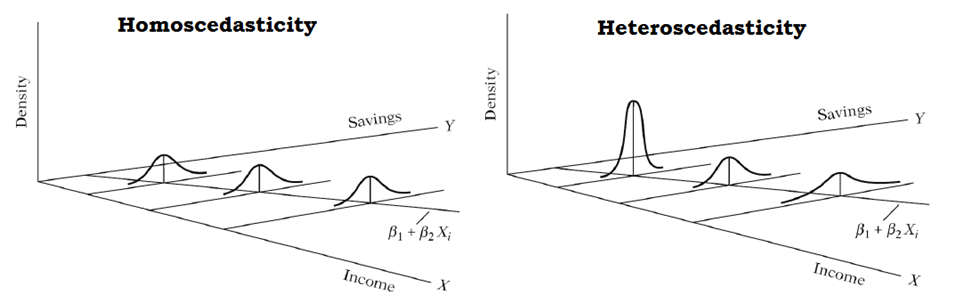 Homoscedasticity
Density
Savings
Y
β₁ + β₂ Xᵢ
Income
X
Heteroscedasticity
Density
Savings
Y
β₁ + β₂ Xᵢ
Income
X